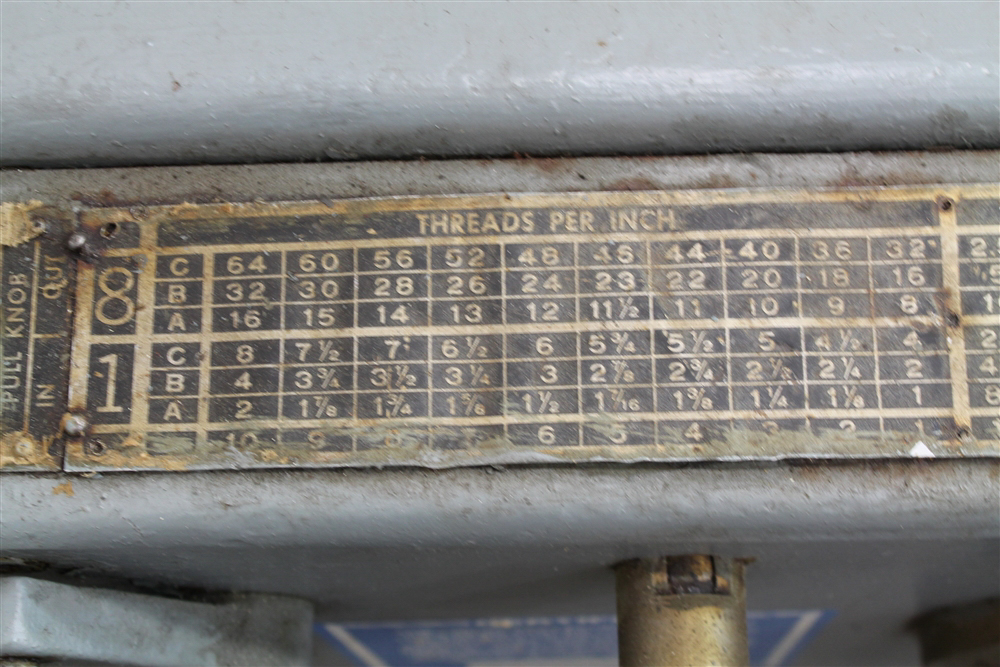 THREADS PER INCH
PULL KNOB
OUT
IN
8
C 64 60 56 52 48 46 44 40 36 32
B 32 30 28 26 24 23 22 20 18 16
A 16 15 14 13 12 11½ 11 10 9 8
1
C 8 7½ 7 6½ 6 5¾ 5½ 5 4½ 4
B 4 3¾ 3½ 3¼ 3 2⅞ 2¾ 2½ 2¼ 2
A 2 1⅞ 1¾ 1⅝ 1½ 1⁷⁄₁₆ 1⅜ 1¼ 1⅛ 1
10 9 8 6 5 4 3 2 1